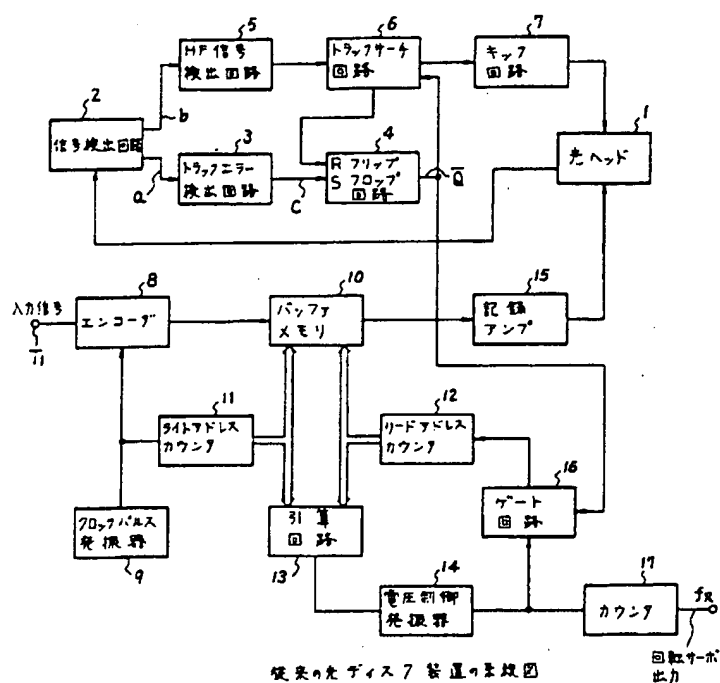 5
HF信号
検出回路
6
トラックサーチ
回路
7
キック
回路
2
信号検出回路
b
a
3
トラックエラー
検出回路
C
4
R フリップ
S フロップ
回路
Q
1
光ヘッド
8
入力信号
11
エンコーダ
10
バッファ
メモリ
15
記録
アンプ
11
ライトアドレス
カウンタ
12
リードアドレス
カウンタ
16
ゲート
回路
クロックパルス
発振器
9
引算
回路
13
14
電圧制御
発振器
17
カウンタ
fR
回転サーボ
出力
従来の光ディスク装置の系統図